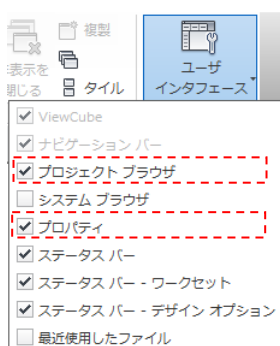 複製
表示を
閉じる
タイル
ユーザ
インタフェース
ViewCube
ナビゲーション バー
プロジェクト ブラウザ
システム ブラウザ
プロパティ
ステータス バー
ステータス バー - ワークセット
ステータス バー - デザイン オプション
最近使用したファイル